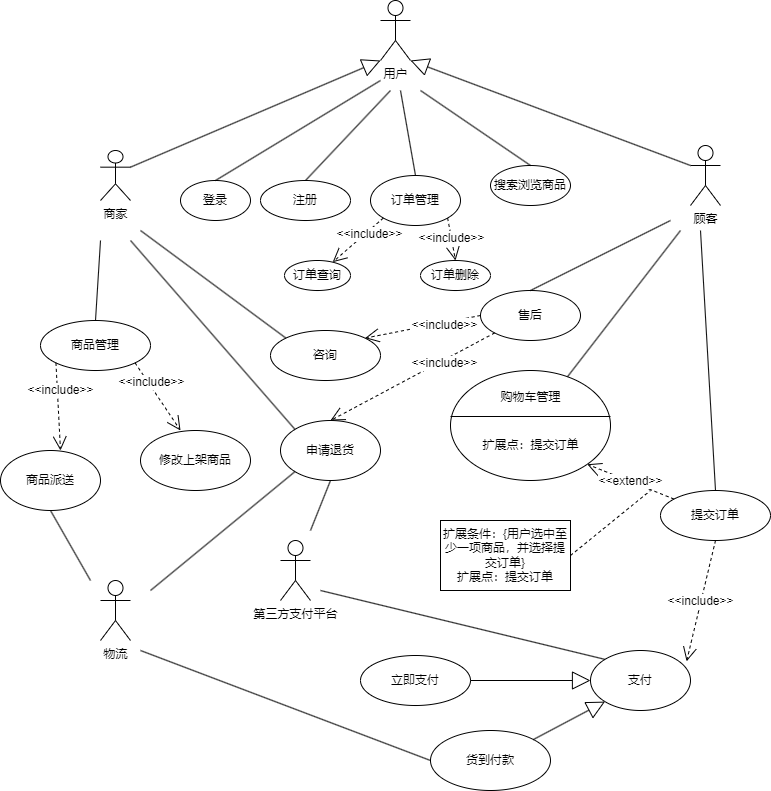 用户
商家
登录
注册
订单管理
搜索浏览商品
顾客
<<include>>
<<include>>
订单查询
订单删除
售后
<<include>>
商品管理
咨询
<<include>>
<<include>>
<<include>>
购物车管理
扩展点：提交订单
申请退货
修改上架商品
商品派送
<<extend>>
提交订单
扩展条件：{用户选中至
少一项商品，并选择提
交订单}
扩展点：提交订单
第三方支付平台
<<include>>
物流
立即支付
支付
货到付款